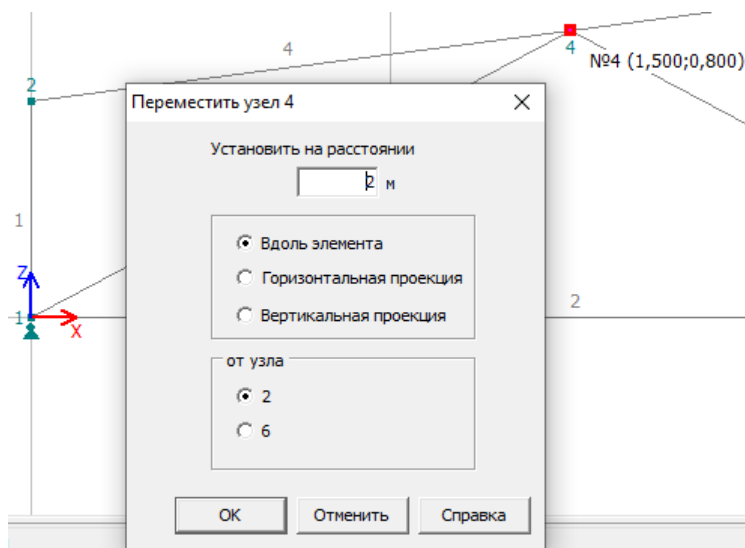 4
4
№4 (1,500;0,800)
2
Переместить узел 4
Установить на расстоянии
2 м
1
Вдоль элемента
Горизонтальная проекция
Вертикальная проекция
Z
2
1
X
от узла
2
6
ОК
Отменить
Справка